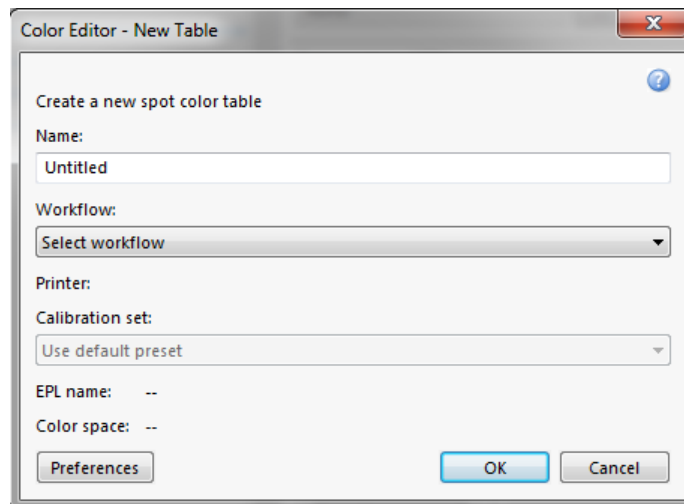 Color Editor - New Table
Create a new spot color table
Name:
Untitled
Workflow:
Select workflow
Printer:
Calibration set:
Use default preset
EPL name: --
Color space: --
Preferences OK Cancel